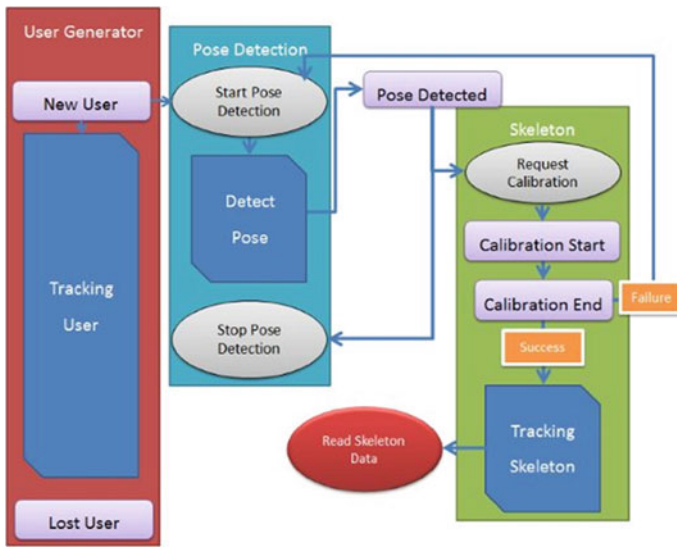 User Generator
New User
Tracking
User
Lost User
Pose Detection
Start Pose
Detection
Detect
Pose
Stop Pose
Detection
Pose Detected
Skeleton
Request
Calibration
Calibration Start
Calibration End
Failure
Success
Tracking
Skeleton
Read Skeleton
Data